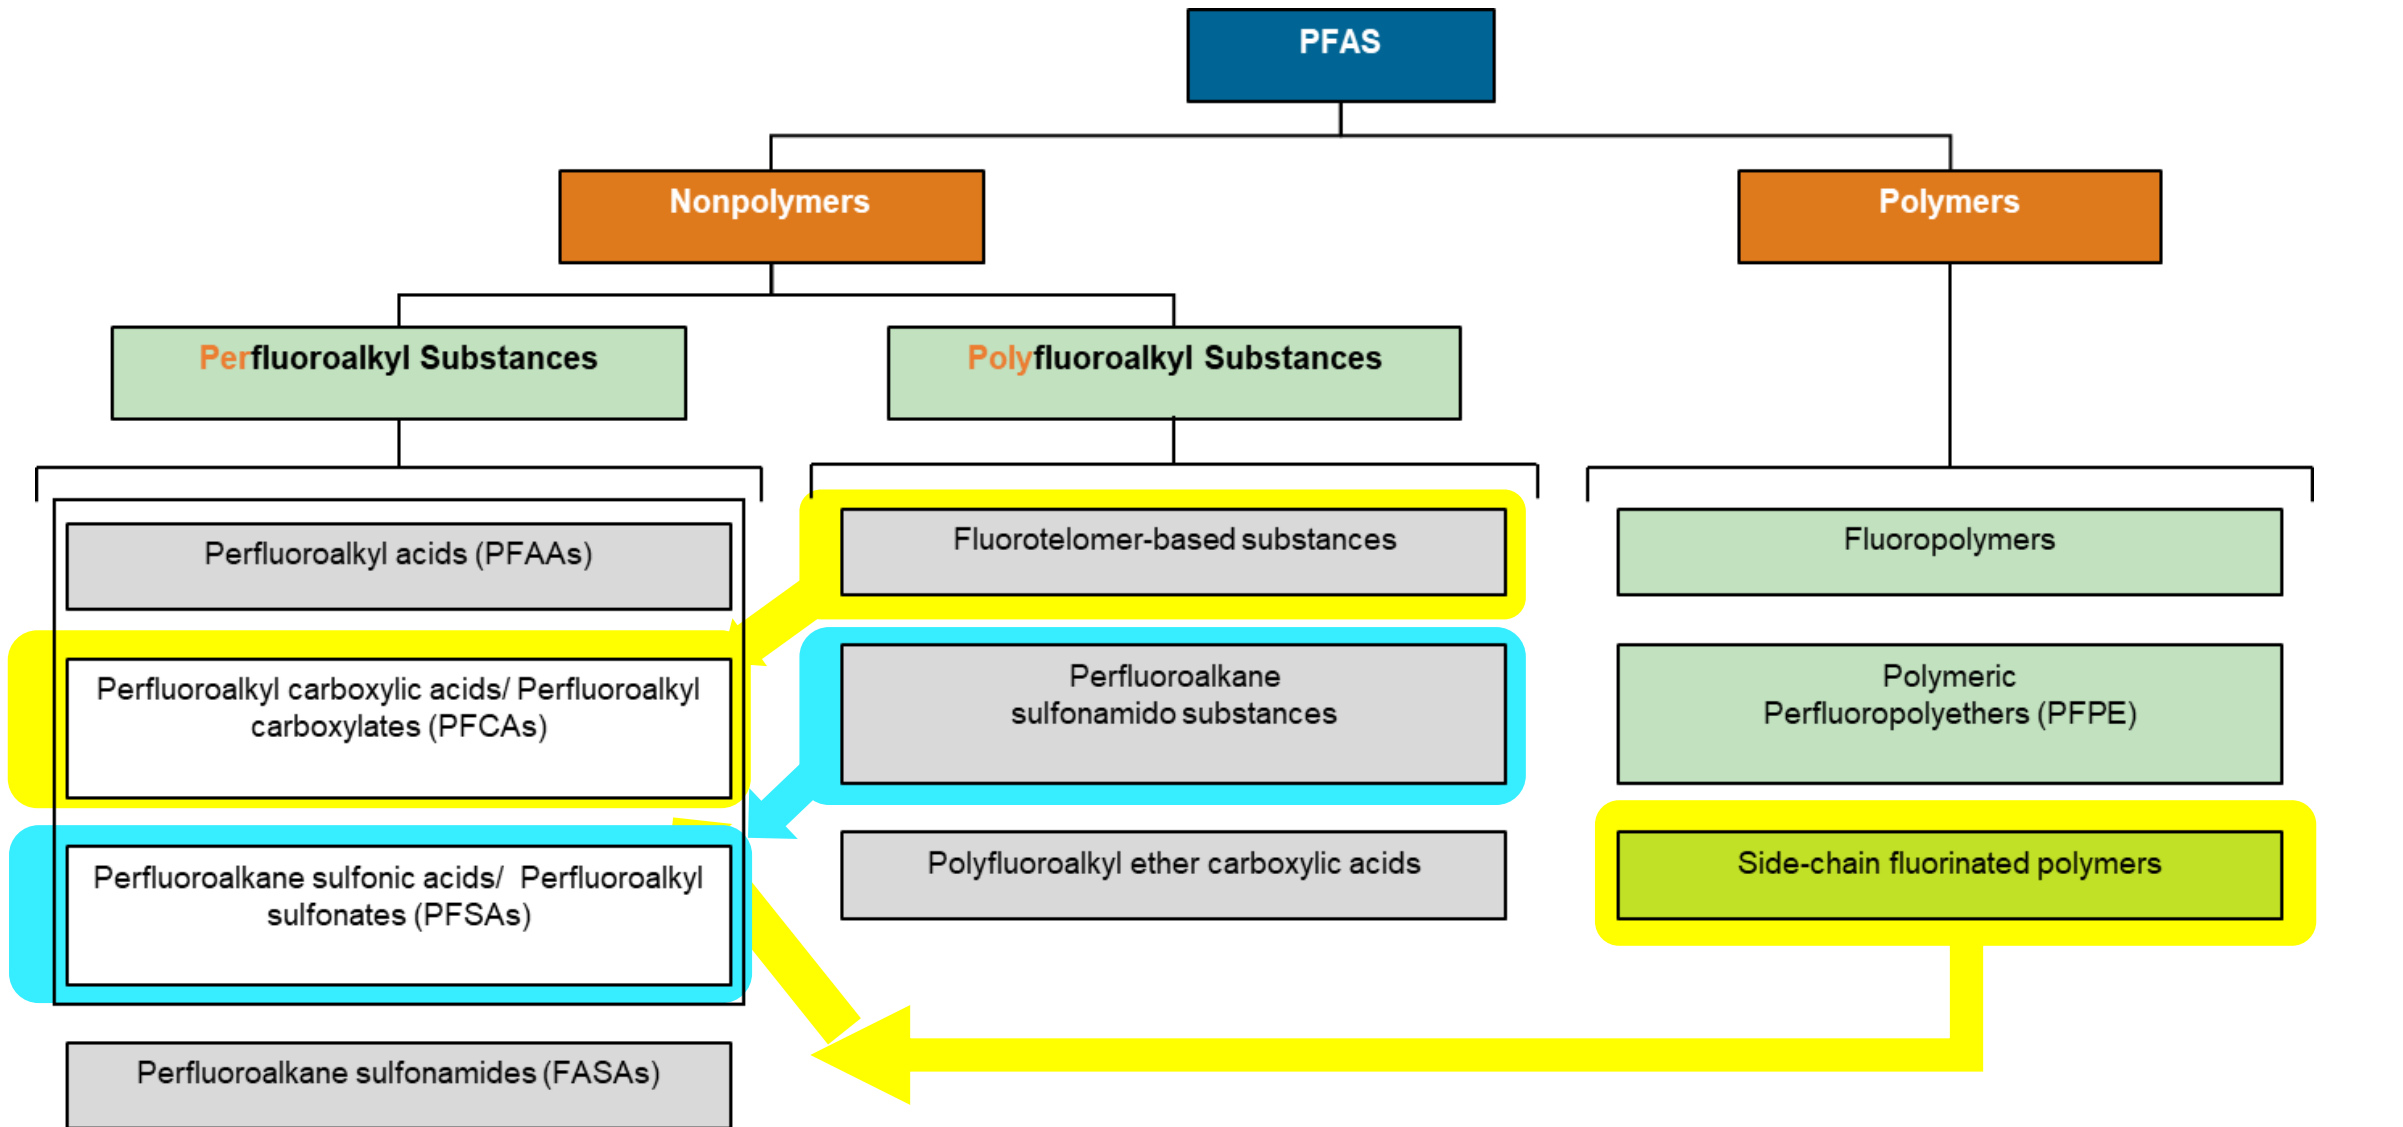 PFAS
Nonpolymers
Polymers
Perfluoroalkyl Substances
Polyfluoroalkyl Substances
Perfluoroalkyl acids (PFAAs)
Perfluoroalkyl carboxylic acids/ Perfluoroalkyl
carboxylates (PFCAs)
Perfluoroalkane sulfonic acids/ Perfluoroalkyl
sulfonates (PFSAs)
Perfluoroalkane sulfonamides (FASAs)
Fluorotelomer-based substances
Perfluoroalkane
sulfonamido substances
Polyfluoroalkyl ether carboxylic acids
Fluoropolymers
Polymeric
Perfluoropolyethers (PFPE)
Side-chain fluorinated polymers